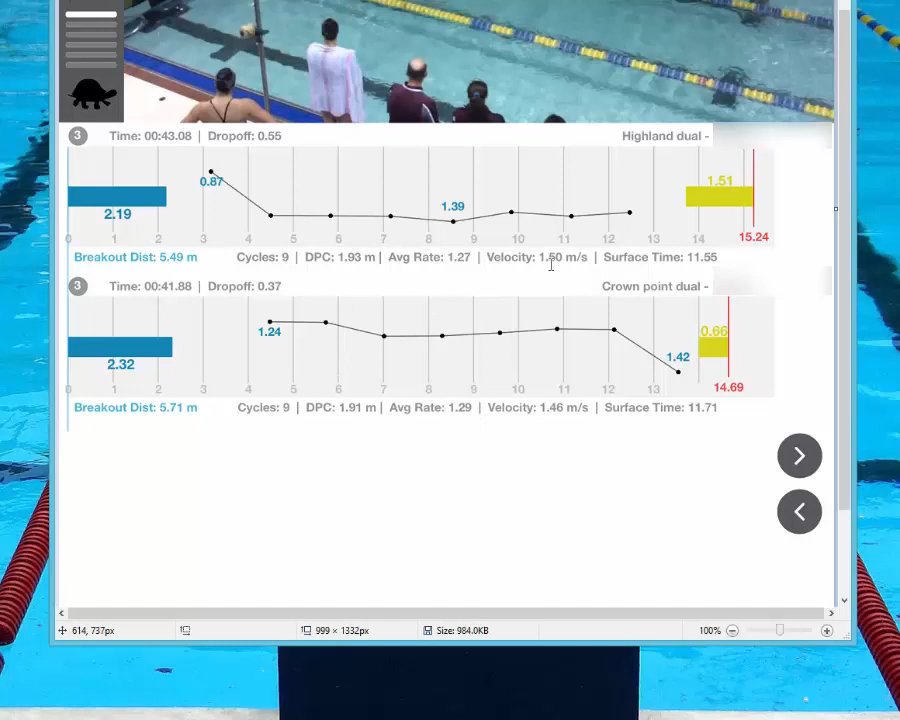 3 Time: 00:43.08 | Dropoff: 0.55 Highland dual -
0.87 1.39 1.51
2.19
0 1 2 3 4 5 6 7 8 9 10 11 12 13 14 15.24
Breakout Dist: 5.49 m Cycles: 9 | DPC: 1.93 m | Avg Rate: 1.27 | Velocity: 1.50 m/s | Surface Time: 11.55
3 Time: 00:41.88 | Dropoff: 0.37 Crown point dual -
1.24 1.42 0.66
2.32
0 1 2 3 4 5 6 7 8 9 10 11 12 13 14.69
Breakout Dist: 5.71 m Cycles: 9 | DPC: 1.91 m | Avg Rate: 1.29 | Velocity: 1.46 m/s | Surface Time: 11.71
614, 737px 999 × 1332px Size: 984.0KB 100%